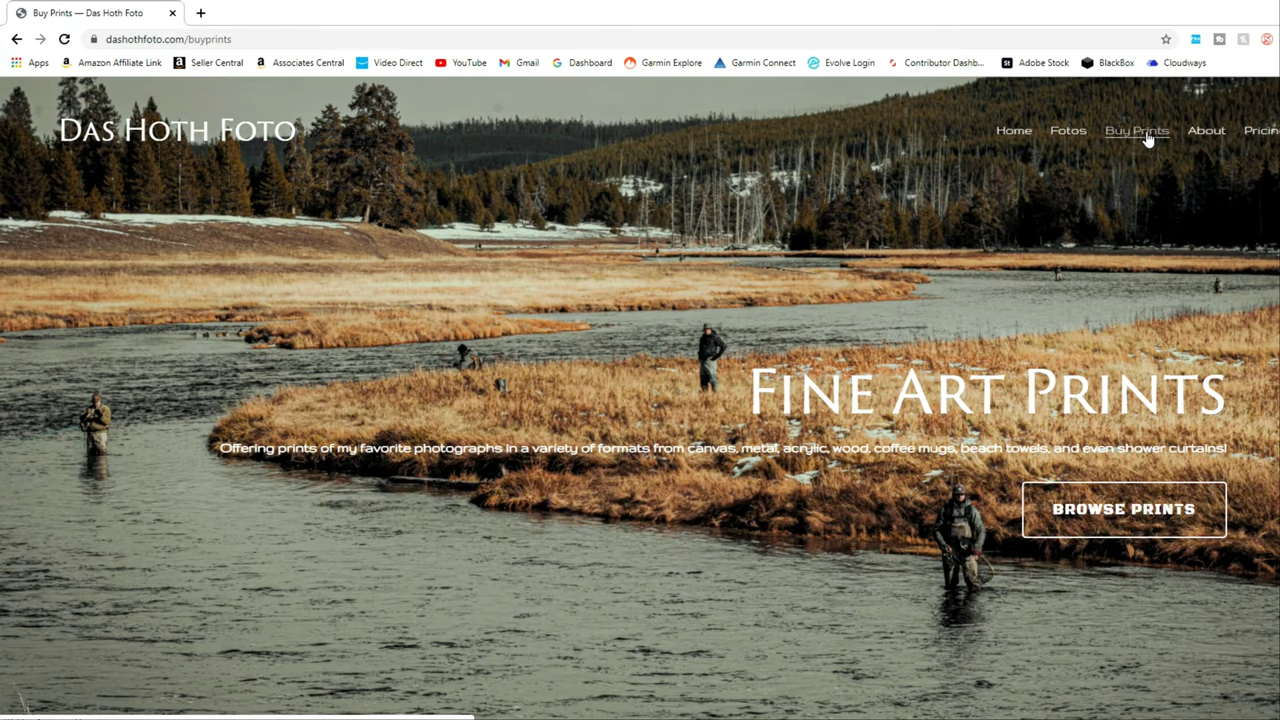 Buy Prints — Das Hoth Foto
dashothfoto.com/buyprints
Apps Amazon Affiliate Link Seller Central Associates Central Video Direct YouTube Gmail Dashboard Garmin Explore Garmin Connect Evolve Login Contributor Dashb... Adobe Stock BlackBox Cloudways
Das Hoth Foto
Home Fotos Buy Prints About Pricin
Fine Art Prints
Offering prints of my favorite photographs in a variety of formats from canvas, metal, acrylic, wood, coffee mugs, beach towels, and even shower curtains!
BROWSE PRINTS